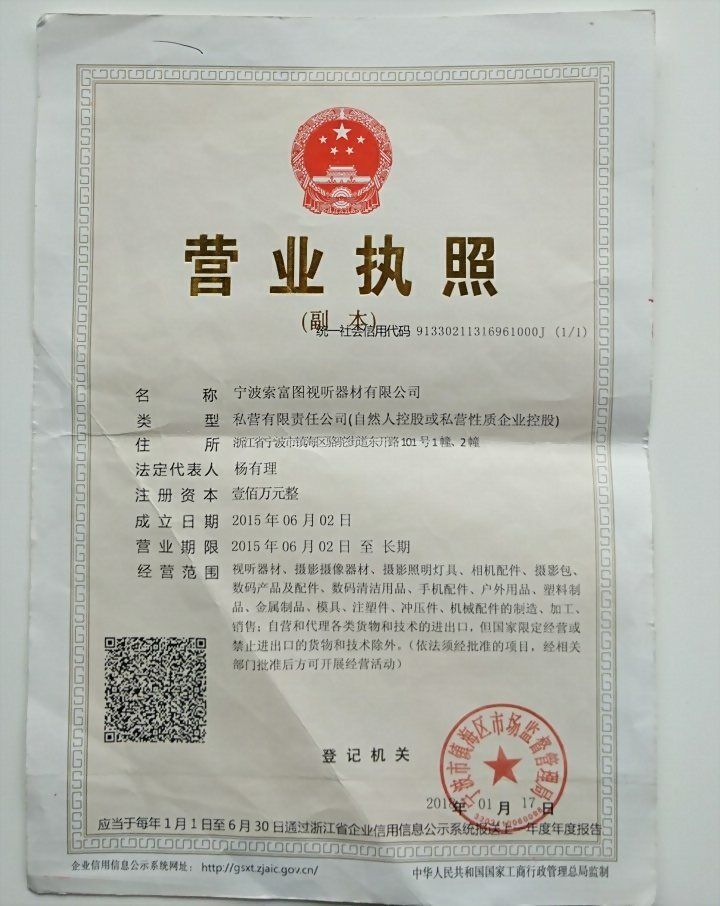 营业执照
(副 本)
统一社会信用代码 91330211316961000J (1/1)
名 称 宁波索富图视听器材有限公司
类 型 私营有限责任公司(自然人控股或私营性质企业控股)
住 所 浙江省宁波市镇海区骆驼街道东开路101号1幢、2幢
法定代表人 杨有理
注册资本 壹佰万元整
成立日期 2015年06月02日
营业期限 2015年06月02日 至 长期
经营范围 视听器材、摄影摄像器材、摄影照明灯具、相机配件、摄影包、
数码产品及配件、数码清洁用品、手机配件、户外用品、塑料制
品、金属制品、模具、注塑件、冲压件、机械配件的制造、加工、
销售；自营和代理各类货物和技术的进出口，但国家限定经营或
禁止进出口的货物和技术除外。（依法须经批准的项目，经相关
部门批准后方可开展经营活动）
登记机关
宁波市镇海区市场监督管理局
年 01 月 17 日
应当于每年1月1日至6月30日通过浙江省企业信用信息公示系统报送上一年度年度报告
企业信用信息公示系统网址： http://gsxt.zjaic.gov.cn/
中华人民共和国国家工商行政管理总局监制